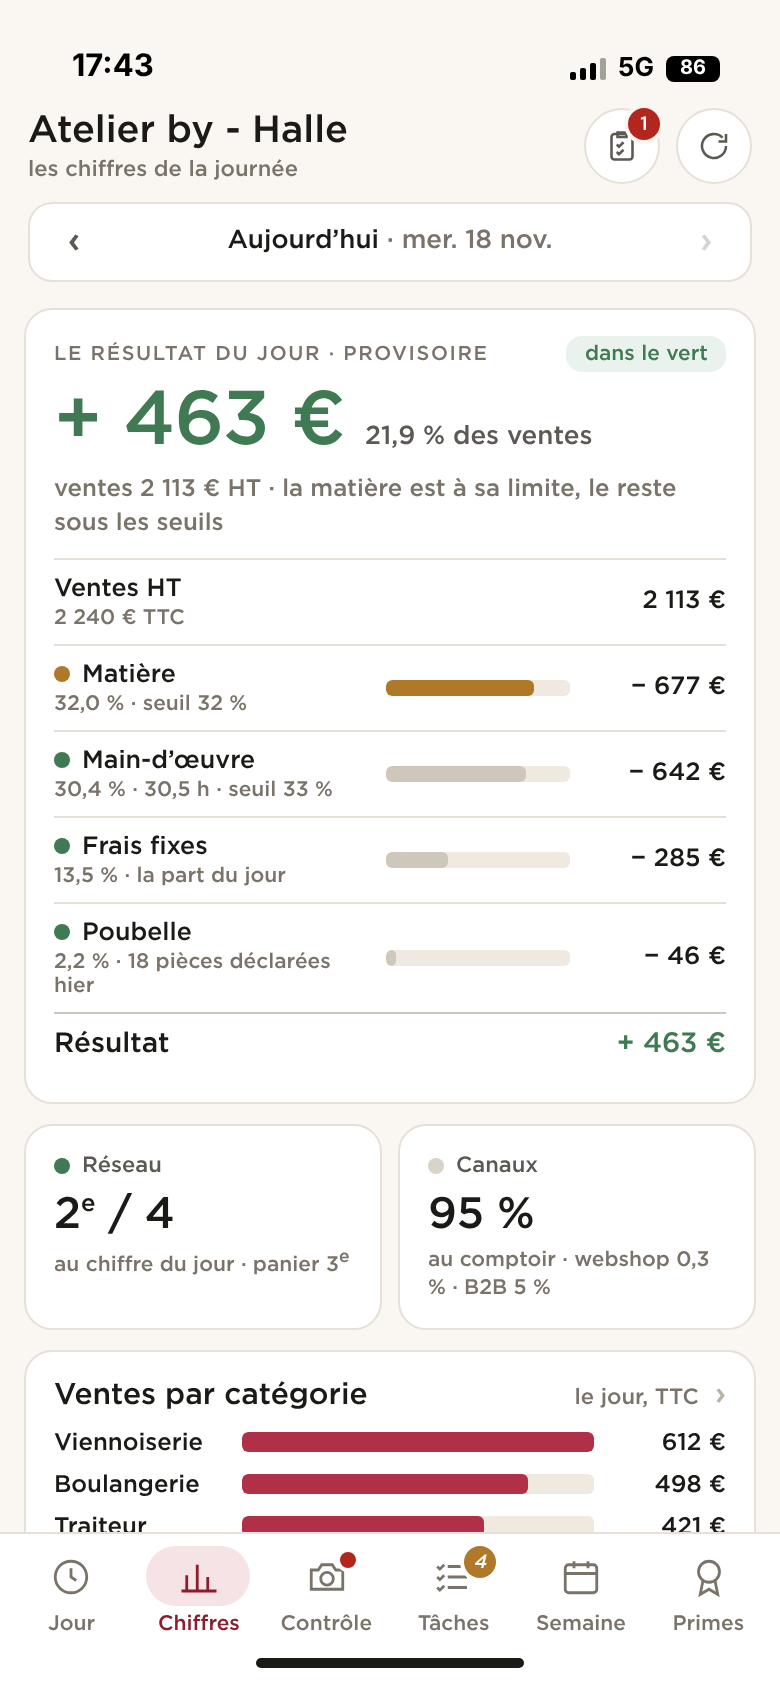 17:43
5G 86
Atelier by - Halle
1
les chiffres de la journée
‹ Aujourd’hui · mer. 18 nov. ›
LE RÉSULTAT DU JOUR · PROVISOIRE
dans le vert
+ 463 € 21,9 % des ventes
ventes 2 113 € HT · la matière est à sa limite, le reste
sous les seuils
Ventes HT
2 240 € TTC
2 113 €
Matière
32,0 % · seuil 32 %
− 677 €
Main-d’œuvre
30,4 % · 30,5 h · seuil 33 %
− 642 €
Frais fixes
13,5 % · la part du jour
− 285 €
Poubelle
2,2 % · 18 pièces déclarées
hier
− 46 €
Résultat + 463 €
Réseau
2e / 4
au chiffre du jour · panier 3e
Canaux
95 %
au comptoir · webshop 0,3
% · B2B 5 %
Ventes par catégorie
le jour, TTC ›
Viennoiserie 612 €
Boulangerie 498 €
Traiteur 421 €
4
Jour Chiffres Contrôle Tâches Semaine Primes